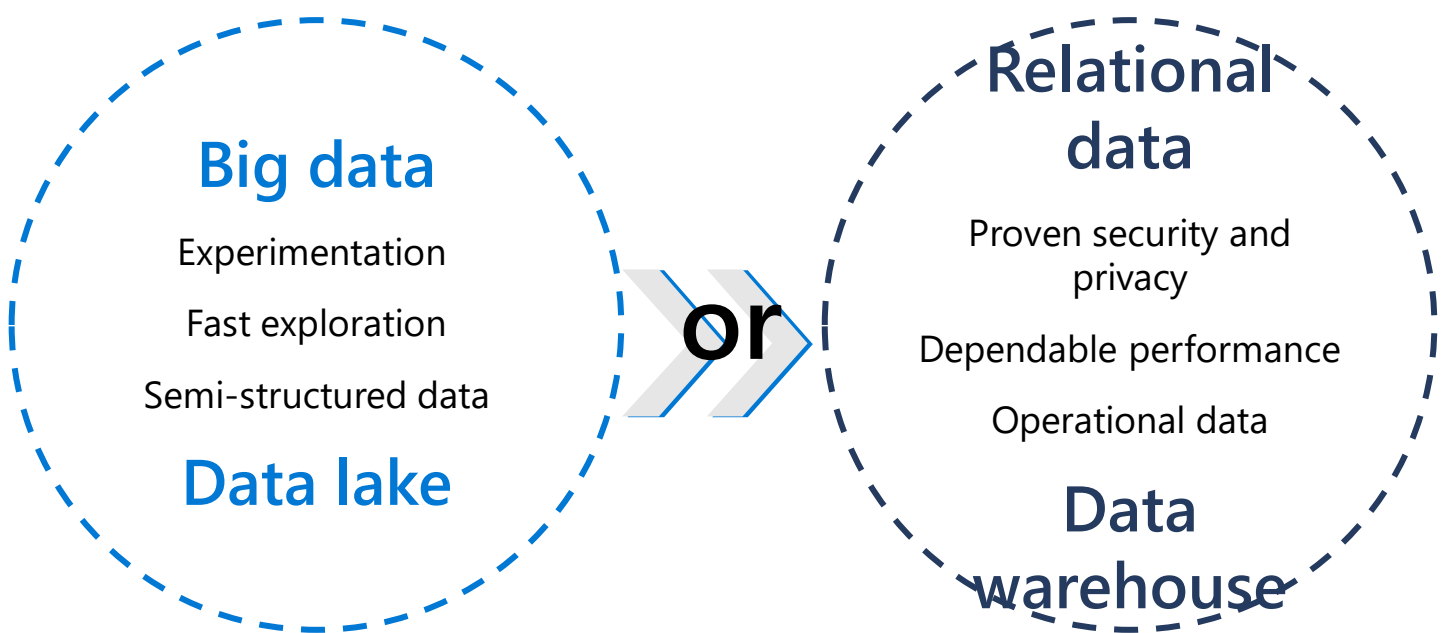 Big data
Experimentation
Fast exploration
Semi-structured data
Data lake
or
Relational
data
Proven security and
privacy
Dependable performance
Operational data
Data
warehouse